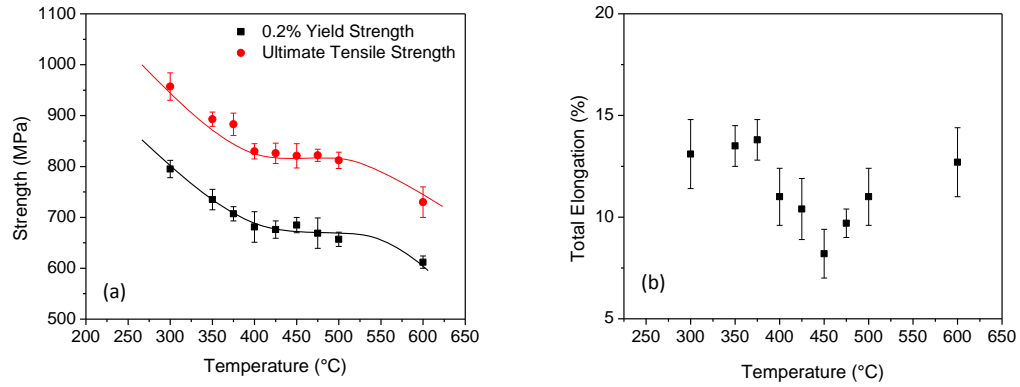 0.2% Yield Strength
Ultimate Tensile Strength
1100
1000
900
800
700
600
500
Strength (MPa)
(a)
200 250 300 350 400 450 500 550 600 650
Temperature (°C)
20
15
10
5
Total Elongation (%)
(b)
250 300 350 400 450 500 550 600 650
Temperature (°C)